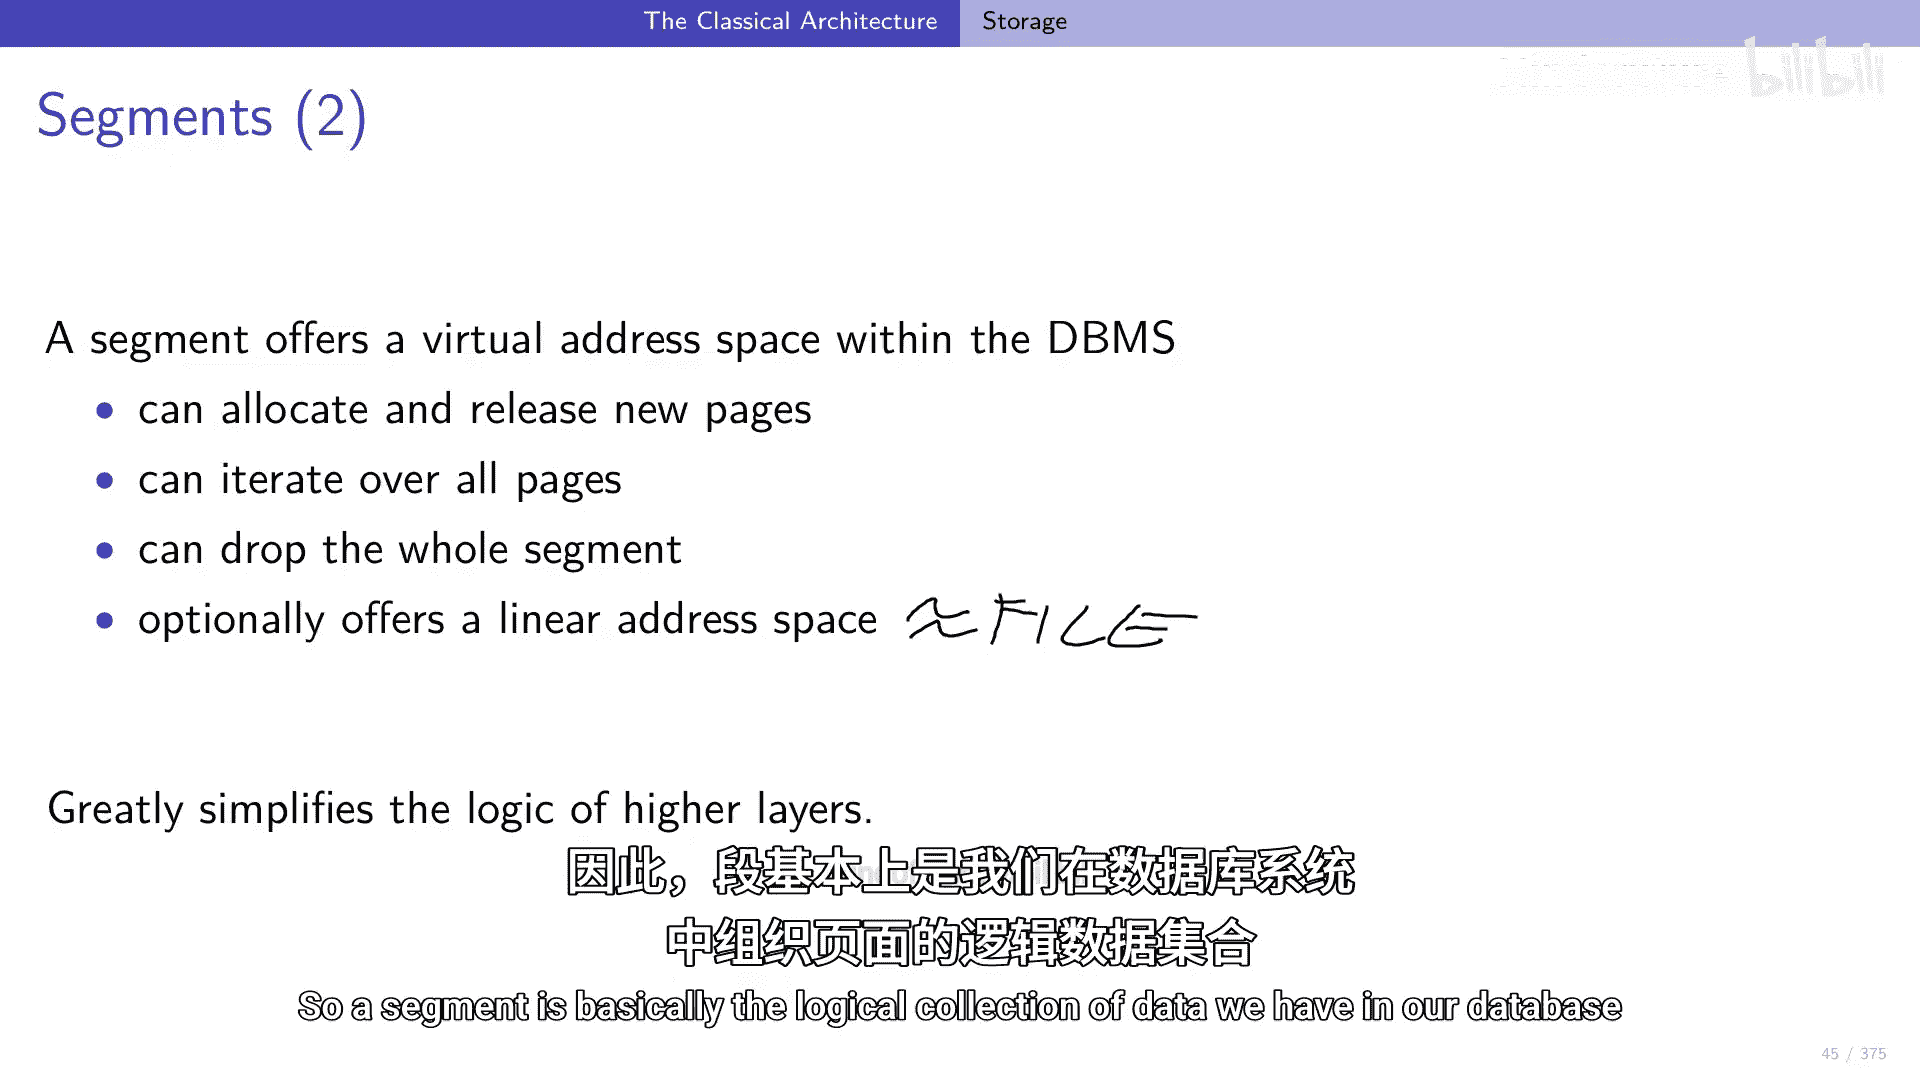 The Classical Architecture Storage
bilibili
Segments (2)
A segment offers a virtual address space within the DBMS
• can allocate and release new pages
• can iterate over all pages
• can drop the whole segment
• optionally offers a linear address space ≈ FILE
Greatly simplifies the logic of higher layers.
因此，段基本上是我们在数据库系统
中组织页面的逻辑数据集合
So a segment is basically the logical collection of data we have in our database
45 / 375